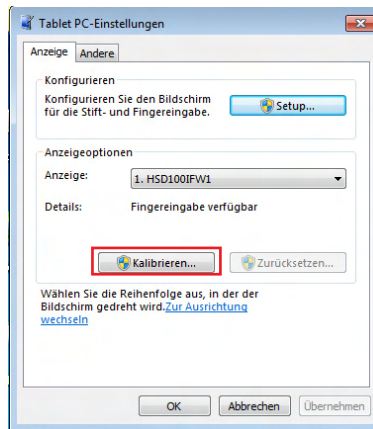 Tablet PC-Einstellungen
Anzeige Andere
Konfigurieren
Konfigurieren Sie den Bildschirm
für die Stift- und Fingereingabe.
Setup...
Anzeigeoptionen
Anzeige: 1. HSD100IFW1
Details: Fingereingabe verfügbar
Kalibrieren... Zurücksetzen...
Wählen Sie die Reihenfolge aus, in der der
Bildschirm gedreht wird.Zur Ausrichtung
wechseln
OK Abbrechen Übernehmen